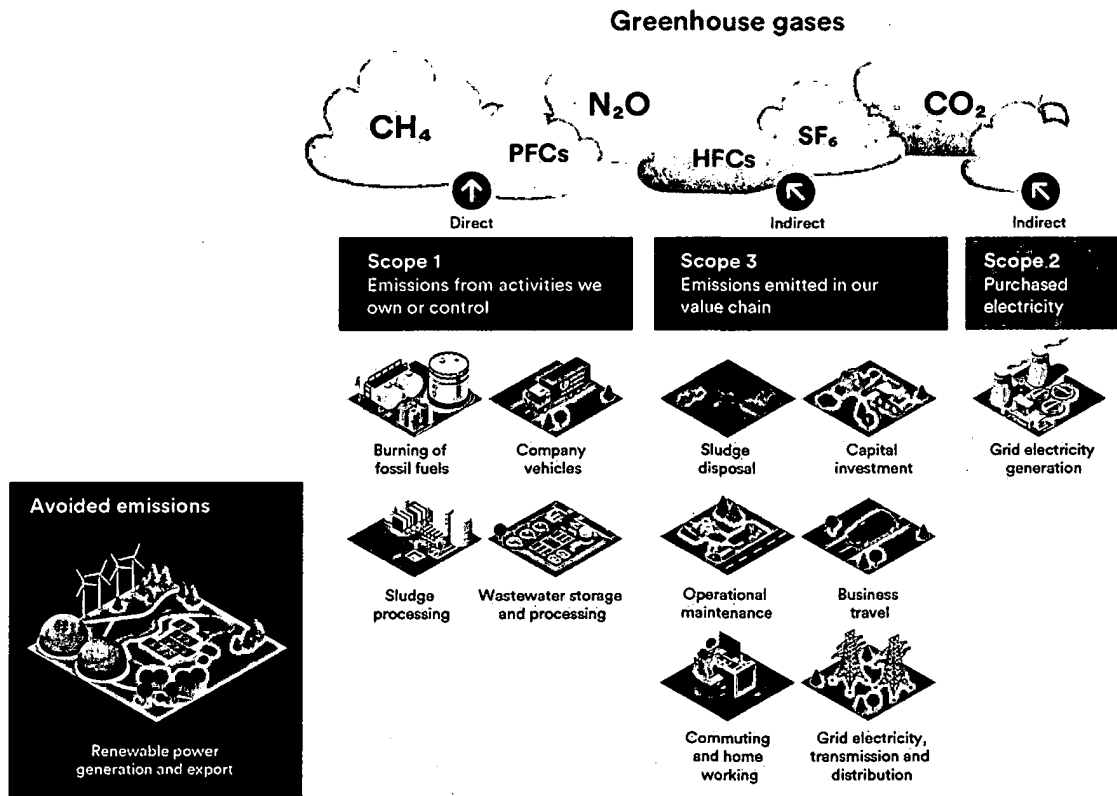 Greenhouse gases
CH₄
N₂O
CO₂
PFCs
HFCs
SF₆
Direct
Indirect
Indirect
Scope 1
Emissions from activities we
own or control
Scope 3
Emissions emitted in our
value chain
Scope 2
Purchased
electricity
Burning of
fossil fuels
Company
vehicles
Sludge
disposal
Capital
investment
Grid electricity
generation
Avoided emissions
Renewable power
generation and export
Sludge
processing
Wastewater storage
and processing
Operational
maintenance
Business
travel
Commuting
and home
working
Grid electricity,
transmission and
distribution